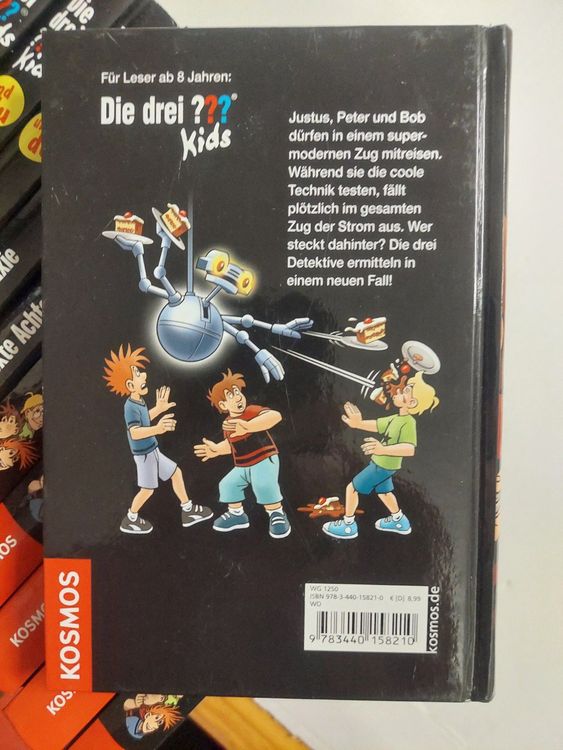 Für Leser ab 8 Jahren:
Die drei ???®
Kids
Justus, Peter und Bob
dürfen in einem super-
modernen Zug mitreisen.
Während sie die coole
Technik testen, fällt
plötzlich im gesamten
Zug der Strom aus. Wer
steckt dahinter? Die drei
Detektive ermitteln in
einem neuen Fall!
WG 1250
ISBN 978-3-440-15821-0 € [D] 8,99
WD
9 783440 158210
kosmos.de
KOSMOS
KOSMOS